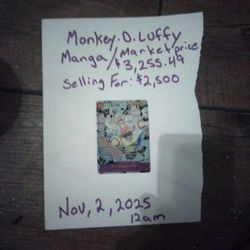 Monkey.D.Luffy
Manga/Market price
$3,255.49
Selling For: $2,500
Nov, 2, 2025
12am